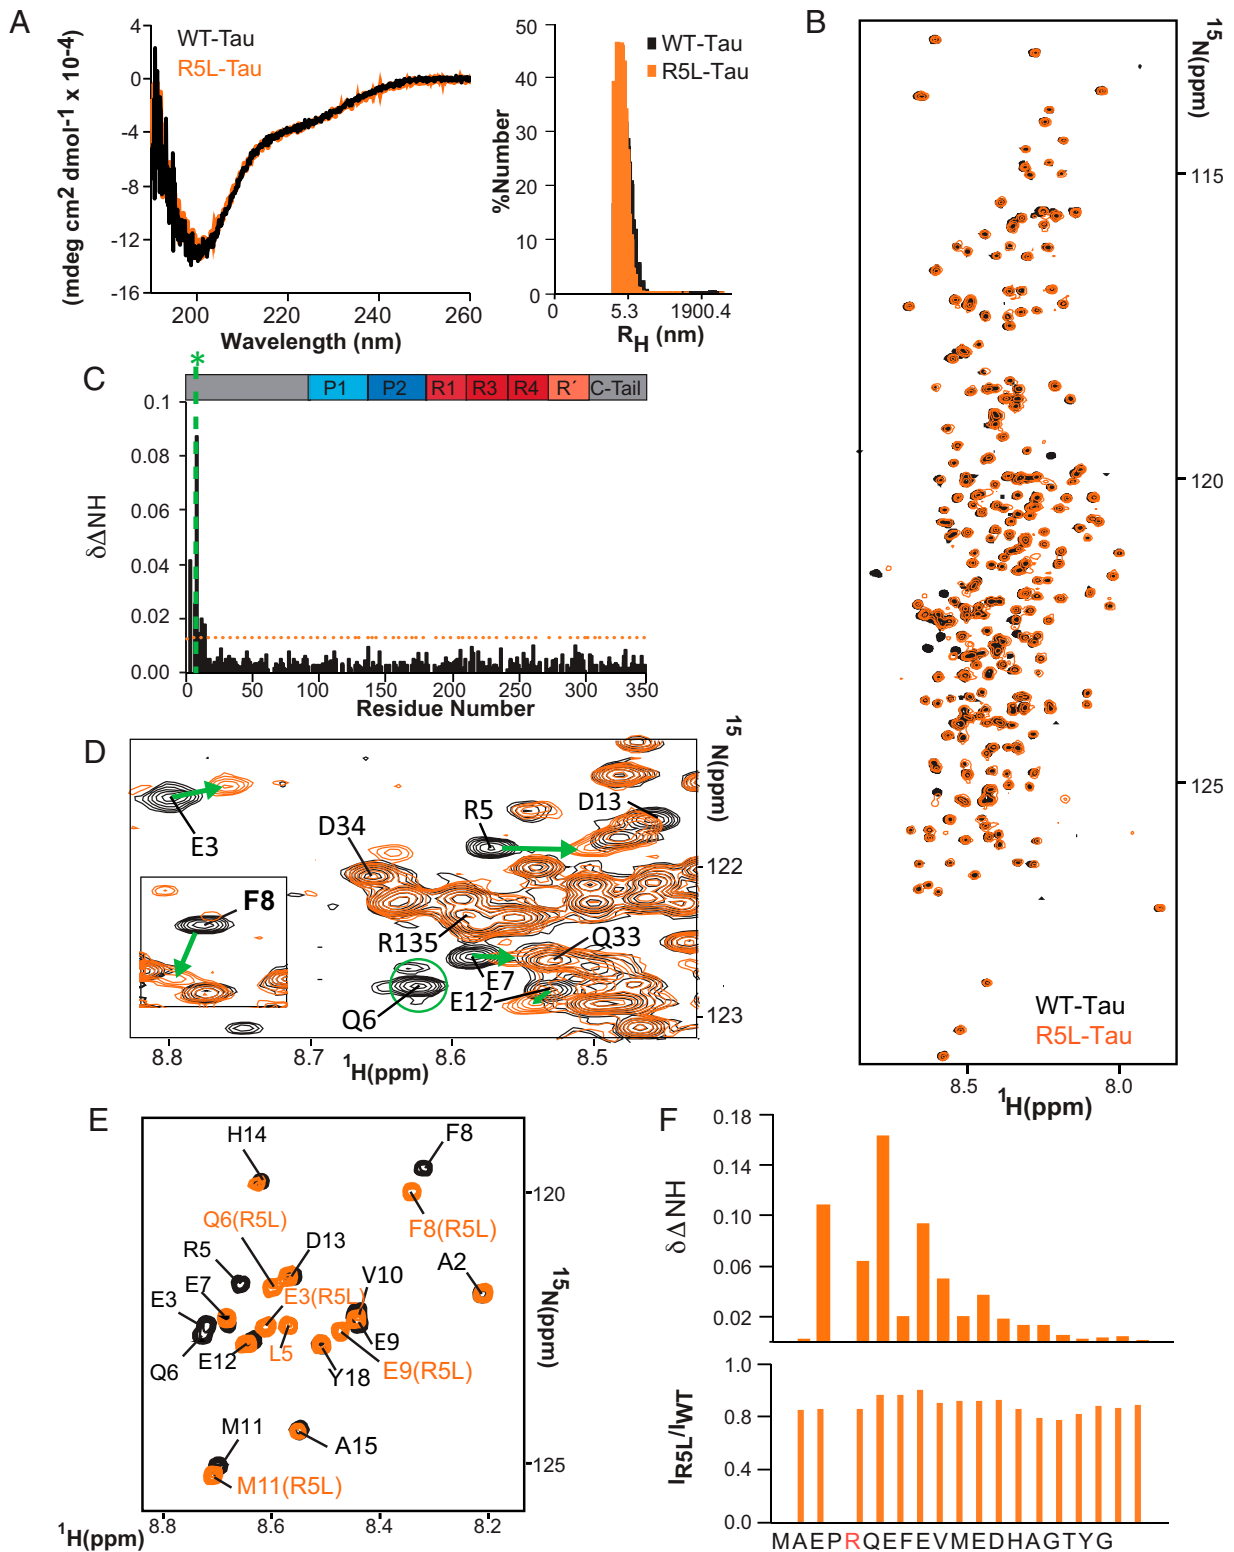 A
(mdeg cm2 dmol-1 x 10-4)
4
0
-4
-8
-12
-16
WT-Tau
R5L-Tau
200
220
240
260
Wavelength (nm)
%Number
50
40
30
20
10
0
WT-Tau
R5L-Tau
0
5.3
1900.4
RH (nm)
B
15N(ppm)
115
120
125
WT-Tau
R5L-Tau
8.5
8.0
1H(ppm)
C
*
P1
P2
R1
R3
R4
R´
C-Tail
δΔNH
0.1
0.08
0.06
0.04
0.02
0.00
0
50
100
150
200
250
300
350
Residue Number
D
15N(ppm)
E3
D34
R5
D13
F8
R135
Q33
E7
Q6
E12
122
123
8.8
8.7
8.6
8.5
1H(ppm)
E
H14
F8
Q6(R5L)
F8(R5L)
R5
D13
A2
E7
V10
E3
E3(R5L)
Q6
E12
L5
E9
Y18
E9(R5L)
M11
A15
M11(R5L)
120
125
15N(ppm)
1H(ppm)
8.8
8.6
8.4
8.2
F
δΔNH
0.18
0.14
0.10
0.06
0.02
IR5L/IWT
1.0
0.8
0.4
0.0
MAEPRQEFEVMEDHAGTYG